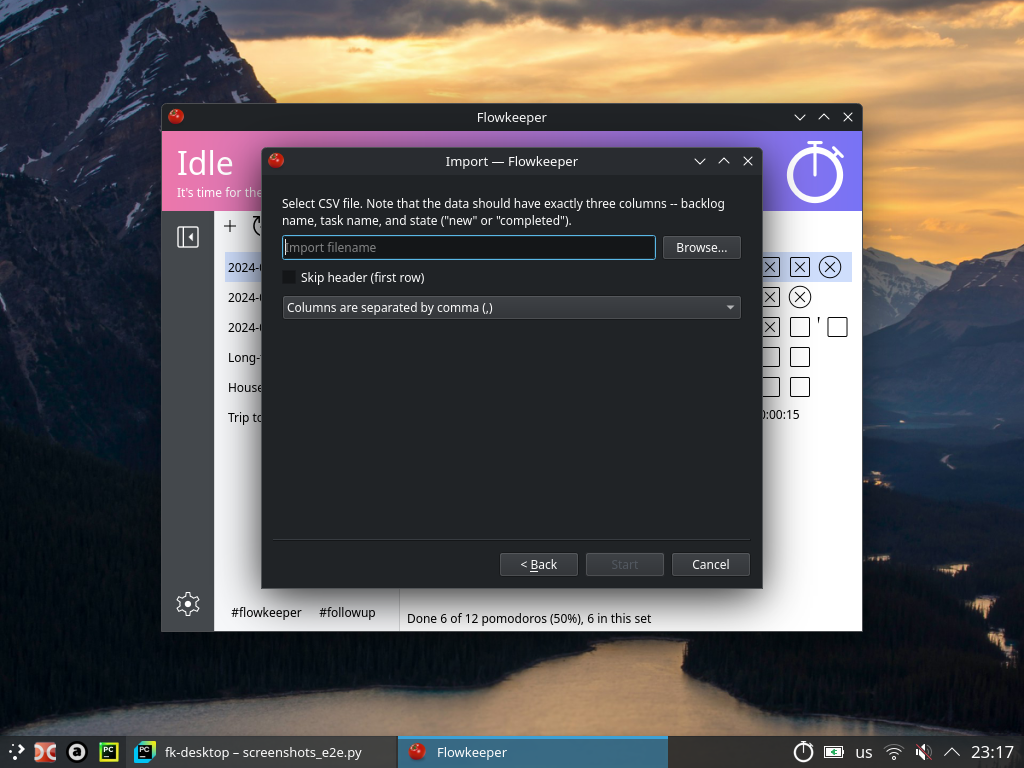 Flowkeeper
Idle
It's time for the
Import — Flowkeeper
Select CSV file. Note that the data should have exactly three columns -- backlog
name, task name, and state ("new" or "completed").
Import filename
Browse...
Skip header (first row)
Columns are separated by comma (,)
2024-
2024-
2024-
Long-
House
Trip to
0:00:15
< Back
Start
Cancel
#flowkeeper #followup
Done 6 of 12 pomodoros (50%), 6 in this set
a
PC
PC
fk-desktop – screenshots_e2e.py
Flowkeeper
us
23:17